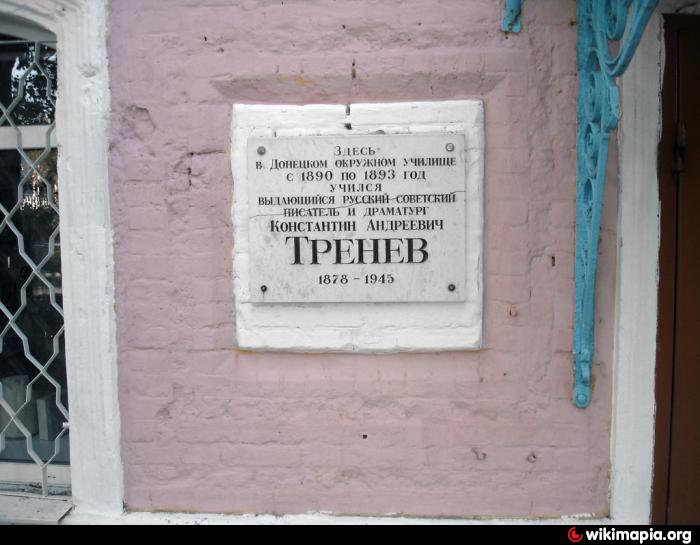 Здесь
в Донецком окружном училище
с 1890 по 1893 год
учился
выдающийся русский советский
писатель и драматург
Константин Андреевич
Тренев
1878 – 1945
wikimapia.org